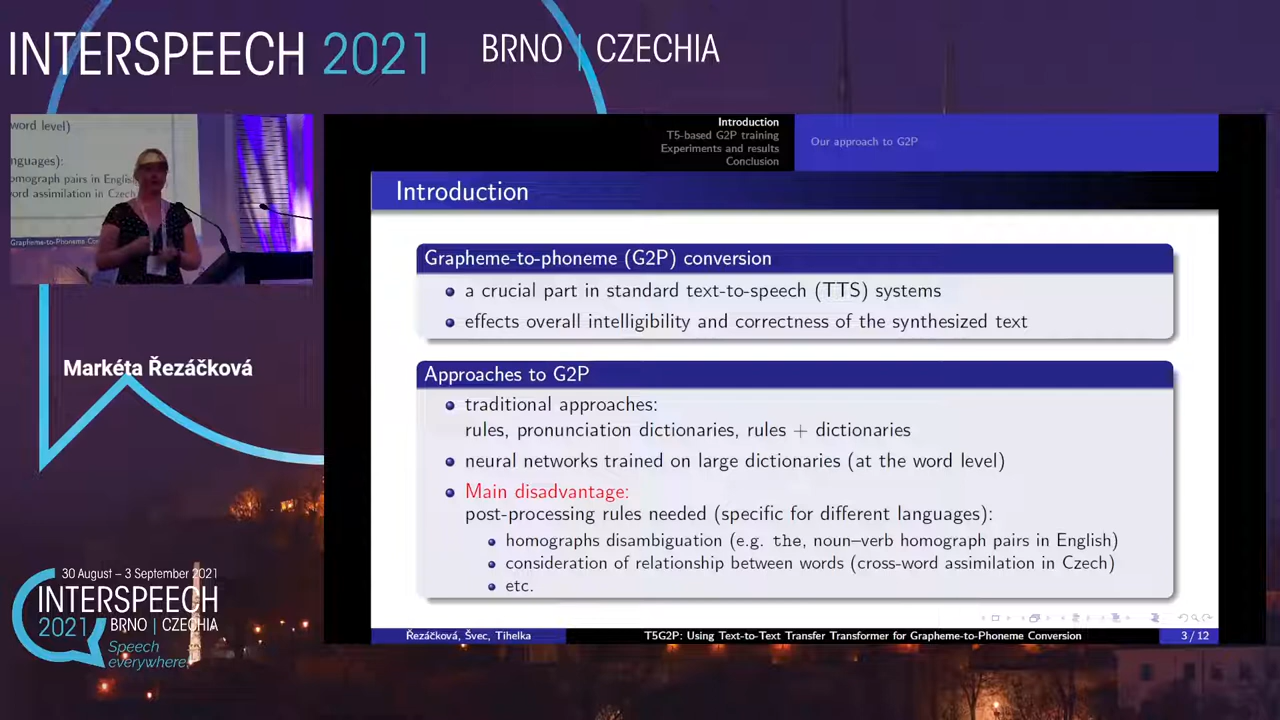 INTERSPEECH 2021
BRNO | CZECHIA
word level)
nguages):
omograph pairs in English
word assimilation in Czech
Grapheme-to-Phoneme Con
Markéta Řezáčková
30 August – 3 September 2021
INTERSPEECH
2021 BRNO | CZECHIA
Speech
everywhere!
Introduction
T5-based G2P training
Experiments and results
Conclusion
Our approach to G2P
Introduction
Grapheme-to-phoneme (G2P) conversion
a crucial part in standard text-to-speech (TTS) systems
effects overall intelligibility and correctness of the synthesized text
Approaches to G2P
traditional approaches:
rules, pronunciation dictionaries, rules + dictionaries
neural networks trained on large dictionaries (at the word level)
Main disadvantage:
post-processing rules needed (specific for different languages):
homographs disambiguation (e.g. the, noun–verb homograph pairs in English)
consideration of relationship between words (cross-word assimilation in Czech)
etc.
Řezáčková, Švec, Tihelka
T5G2P: Using Text-to-Text Transfer Transformer for Grapheme-to-Phoneme Conversion
3 / 12